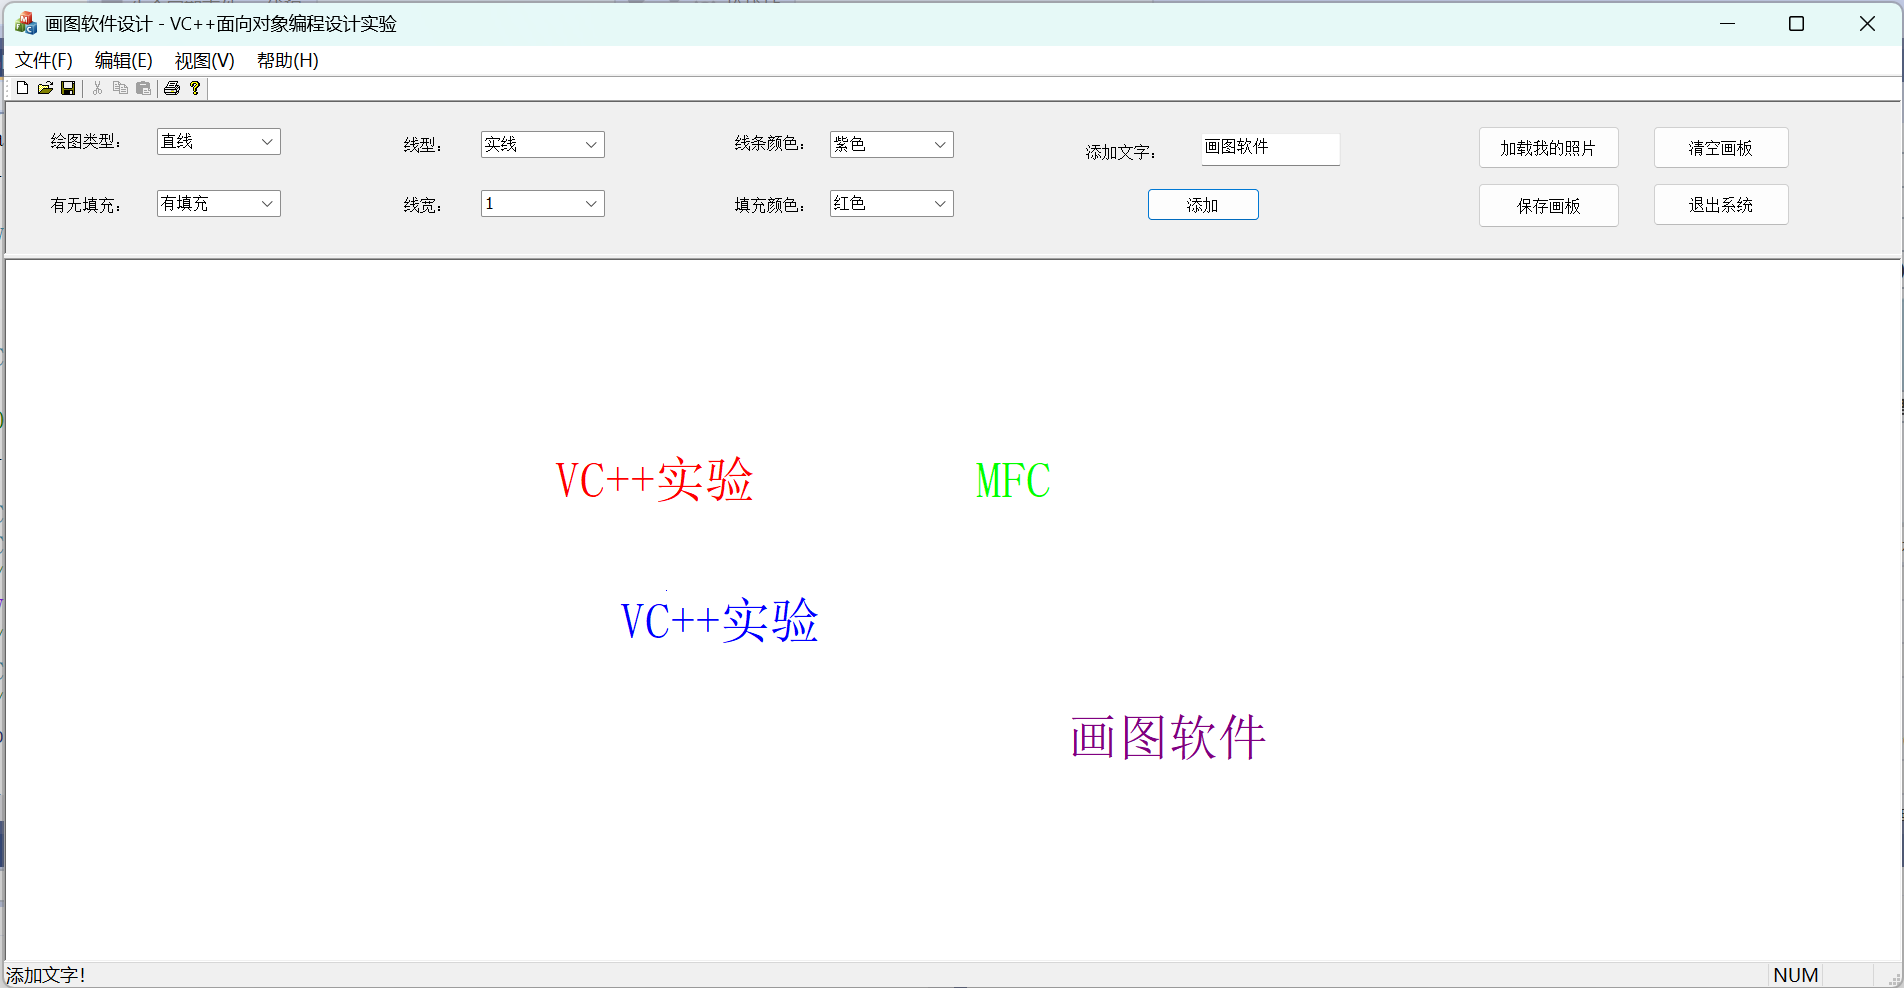 画图软件设计 - VC++面向对象编程设计实验
文件(F) 编辑(E) 视图(V) 帮助(H)
绘图类型： 直线 线型： 实线 线条颜色： 紫色 添加文字： 画图软件 加载我的照片 清空画板
有无填充： 有填充 线宽： 1 填充颜色： 红色 添加 保存画板 退出系统
VC++实验 MFC
VC++实验
画图软件
添加文字! NUM